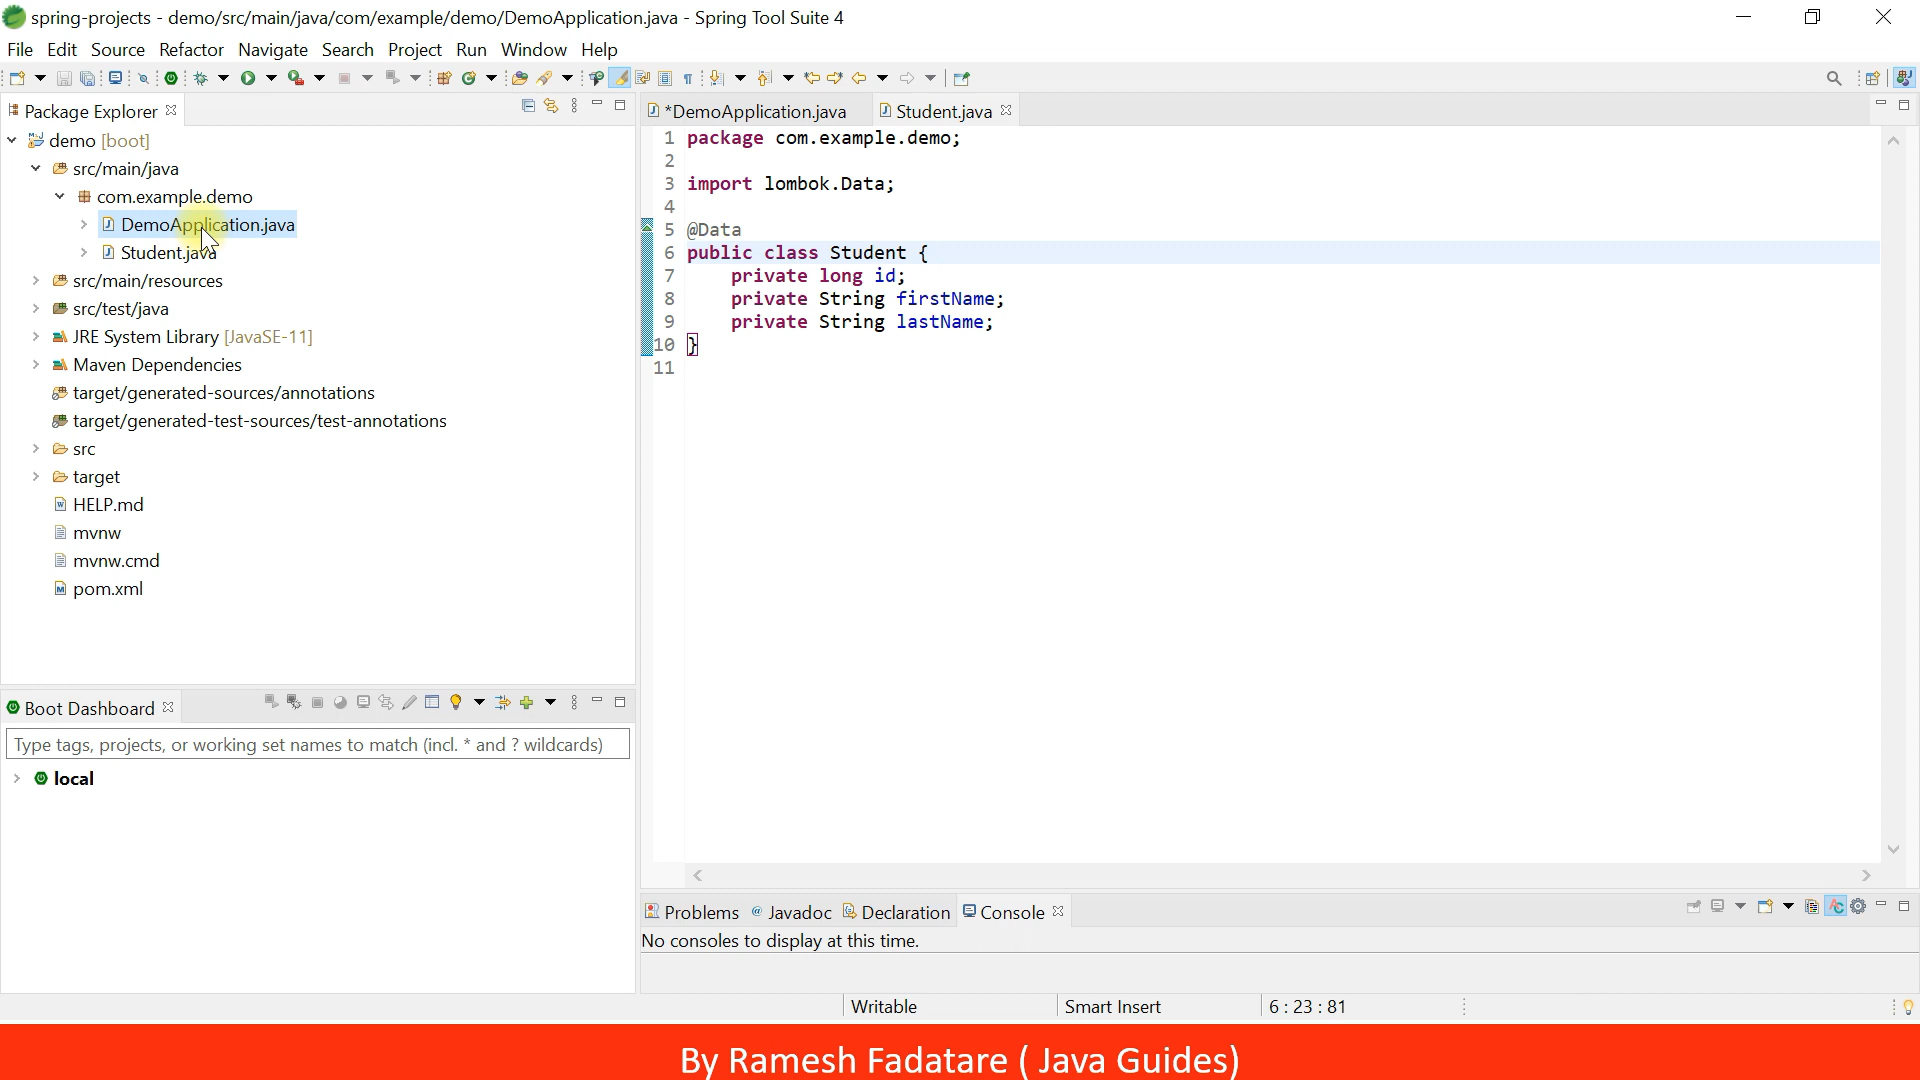 spring-projects - demo/src/main/java/com/example/demo/DemoApplication.java - Spring Tool Suite 4
File Edit Source Refactor Navigate Search Project Run Window Help
Package Explorer
demo [boot]
src/main/java
com.example.demo
DemoApplication.java
Student.java
src/main/resources
src/test/java
JRE System Library [JavaSE-11]
Maven Dependencies
target/generated-sources/annotations
target/generated-test-sources/test-annotations
src
target
HELP.md
mvnw
mvnw.cmd
pom.xml
Boot Dashboard
Type tags, projects, or working set names to match (incl. * and ? wildcards)
local
*DemoApplication.java Student.java
1 package com.example.demo;
2
3 import lombok.Data;
4
5 @Data
6 public class Student {
7 private long id;
8 private String firstName;
9 private String lastName;
10 }
11
Problems @ Javadoc Declaration Console
No consoles to display at this time.
Writable Smart Insert 6 : 23 : 81
By Ramesh Fadatare ( Java Guides)